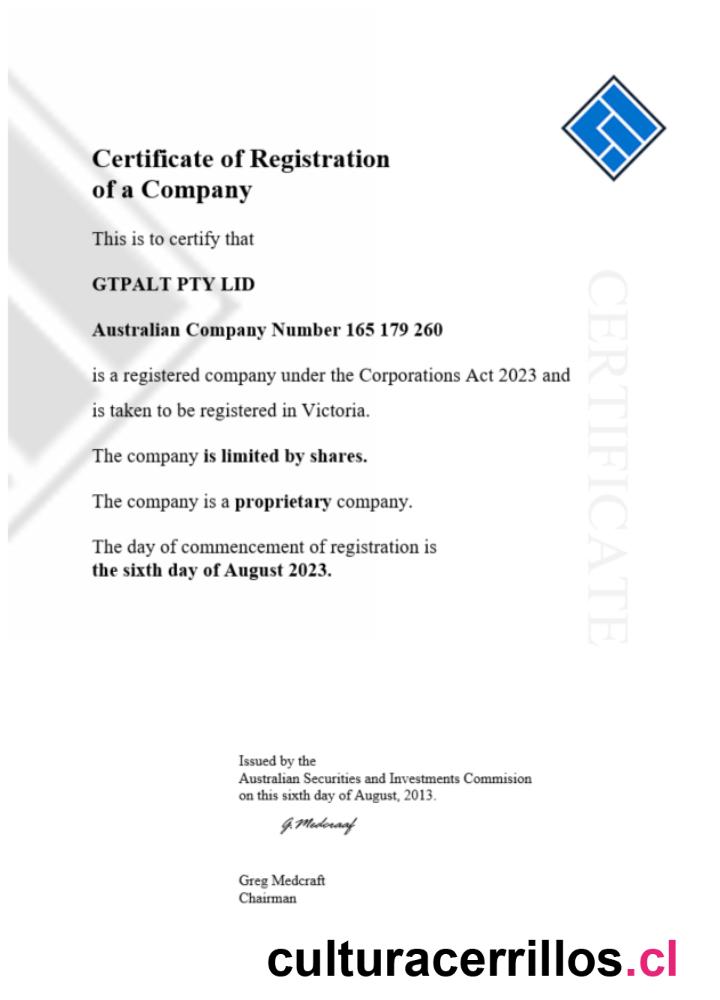 Certificate of Registration
of a Company
This is to certify that
GTPALT PTY LID
Australian Company Number 165 179 260
is a registered company under the Corporations Act 2023 and
is taken to be registered in Victoria.
The company is limited by shares.
The company is a proprietary company.
The day of commencement of registration is
the sixth day of August 2023.
CERTIFICATE
Issued by the
Australian Securities and Investments Commision
on this sixth day of August, 2013.
G. Medcraaf
Greg Medcraft
Chairman
culturacerrillos.cl